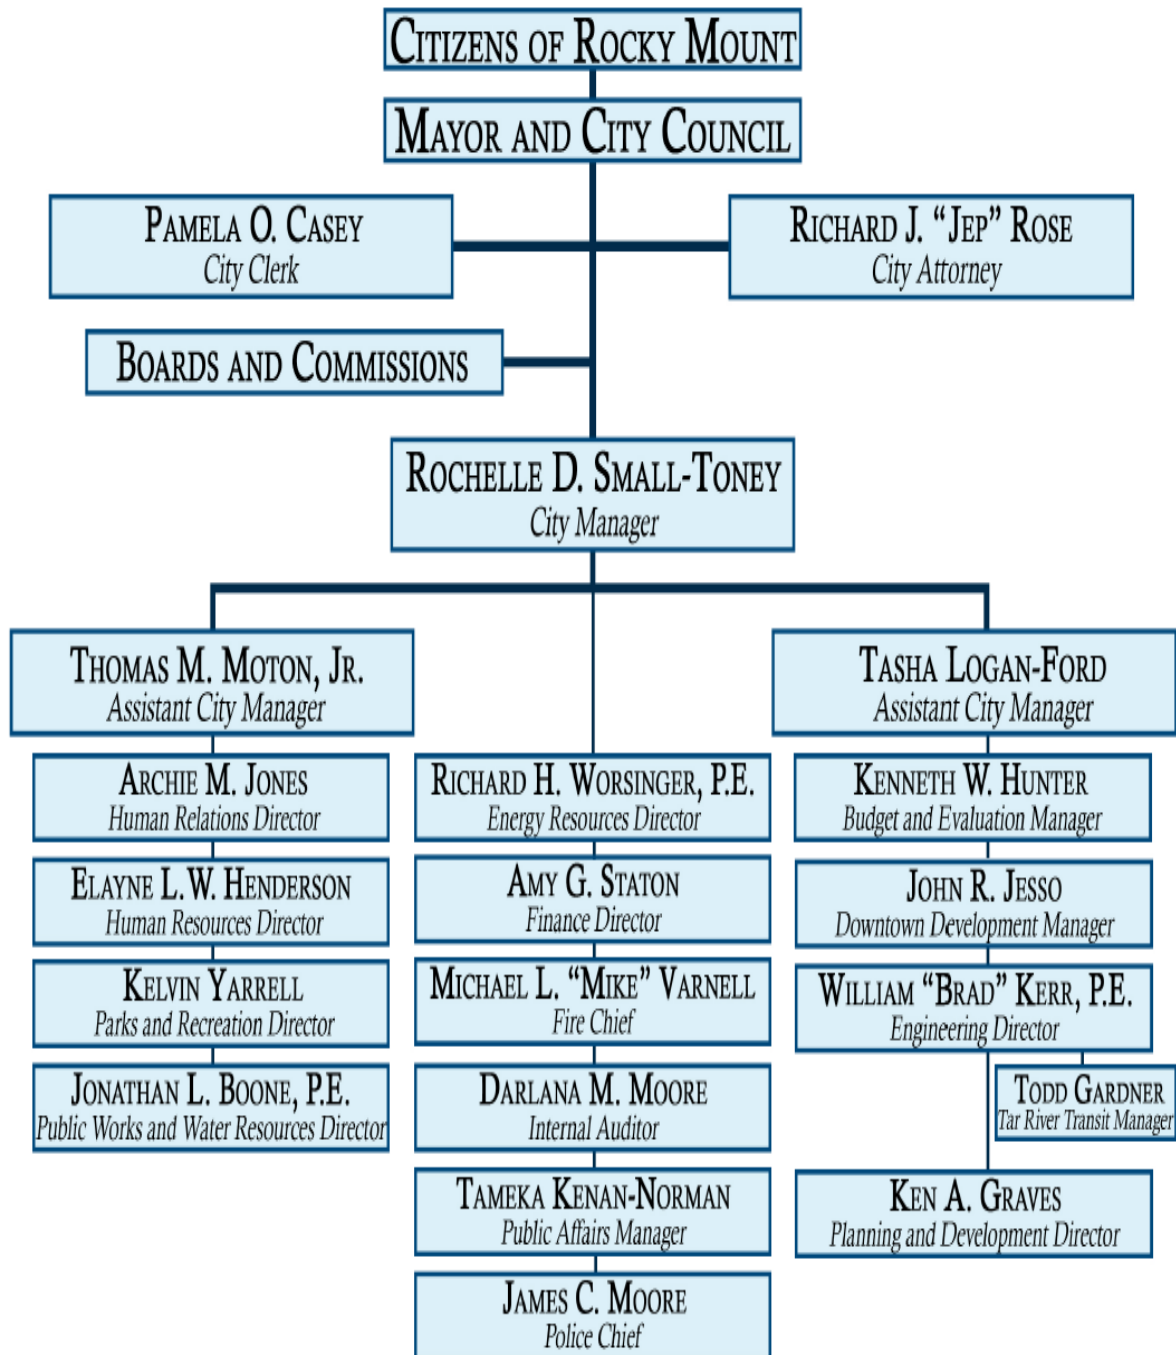 Citizens of Rocky Mount
Mayor and City Council
Pamela O. Casey
City Clerk
Richard J. “Jep” Rose
City Attorney
Boards and Commissions
Rochelle D. Small-Toney
City Manager
Thomas M. Moton, Jr.
Assistant City Manager
Archie M. Jones
Human Relations Director
Elayne L.W. Henderson
Human Resources Director
Kelvin Yarrell
Parks and Recreation Director
Jonathan L. Boone, P.E.
Public Works and Water Resources Director
Richard H. Worsinger, P.E.
Energy Resources Director
Amy G. Staton
Finance Director
Michael L. “Mike” Varnell
Fire Chief
Darlana M. Moore
Internal Auditor
Tameka Kenan-Norman
Public Affairs Manager
James C. Moore
Police Chief
Tasha Logan-Ford
Assistant City Manager
Kenneth W. Hunter
Budget and Evaluation Manager
John R. Jesso
Downtown Development Manager
William “Brad” Kerr, P.E.
Engineering Director
Todd Gardner
Tar River Transit Manager
Ken A. Graves
Planning and Development Director